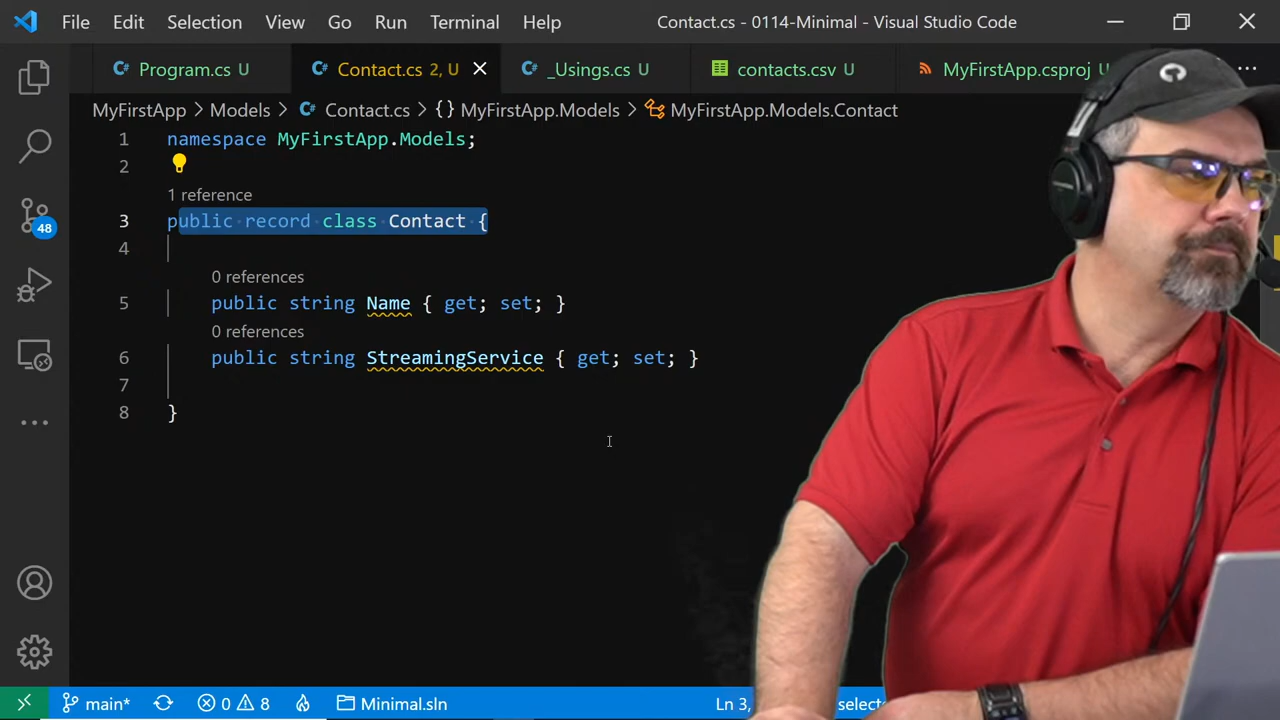 File Edit Selection View Go Run Terminal Help Contact.cs - 0114-Minimal - Visual Studio Code
Program.cs U Contact.cs 2, U _Usings.cs U contacts.csv U MyFirstApp.csproj U
MyFirstApp > Models > Contact.cs > {} MyFirstApp.Models > MyFirstApp.Models.Contact
1 namespace MyFirstApp.Models;
2
1 reference
3 public record class Contact {
4
0 references
5 public string Name { get; set; }
0 references
6 public string StreamingService { get; set; }
7
8 }
48
main* 0 8 Minimal.sln Ln 3,